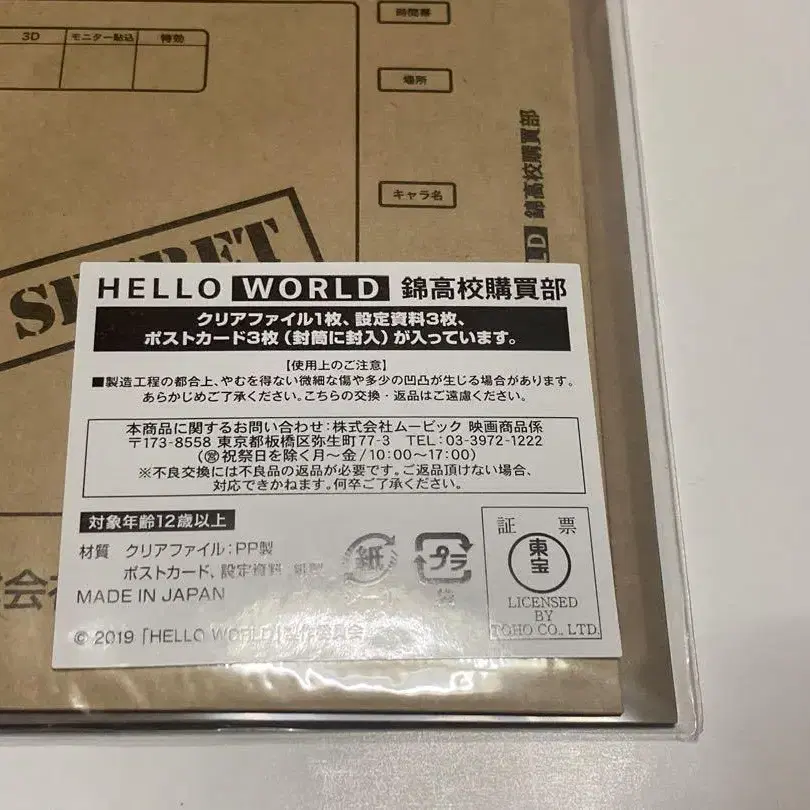 時間帯
3D モニター貼込 特効
場所
錦高校購買部
キャラ名
SECRET
HELLO WORLD 錦高校購買部
クリアファイル1枚、設定資料3枚、
ポストカード3枚(封筒に封入)が入っています。
【使用上のご注意】
■製造工程の都合上、やむを得ない微細な傷や多少の凹凸が生じる場合があります。
あらかじめご了承ください。こちらの交換・返品はご遠慮ください。
本商品に関するお問い合わせ:株式会社ムービック 映画商品係
〒173-8558 東京都板橋区弥生町77-3 TEL:03-3972-1222
(㊡祝祭日を除く月〜金/10:00〜17:00)
※不良交換には不良品の返品が必要です。ご返品頂けない場合、
対応できかねます。何卒ご了承ください。
対象年齢12歳以上
材質 クリアファイル:PP製
ポストカード、設定資料:紙製
MADE IN JAPAN
© 2019「HELLO WORLD」製作委員会
紙
プラ
袋
証 票
東宝
LICENSED
BY
TOHO CO., LTD.